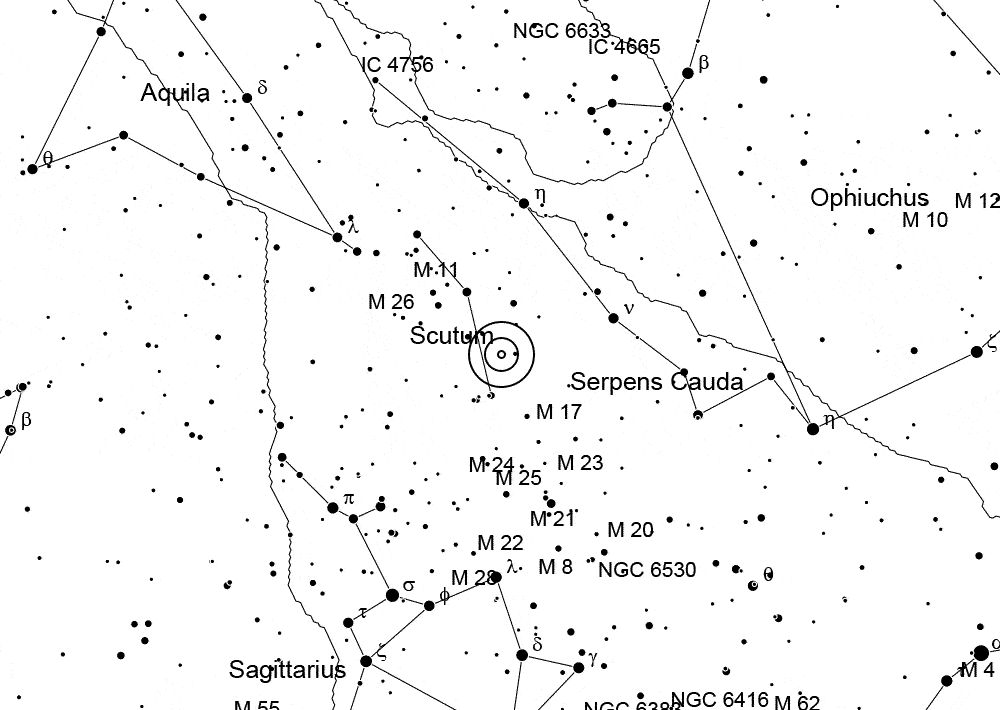 NGC 6633
IC 4665
β
IC 4756
δ
Aquila
θ
η
Ophiuchus
M 12
M 10
λ
M 11
M 26
ν
Scutum
ζ
Serpens Cauda
M 17
η
β
M 24
M 23
M 25
π
M 21
M 20
M 22
λ
M 8
NGC 6530
M 28
θ
σ
φ
τ
δ
α
ζ
γ
Sagittarius
M 4
NGC 6416
M 62
M 55